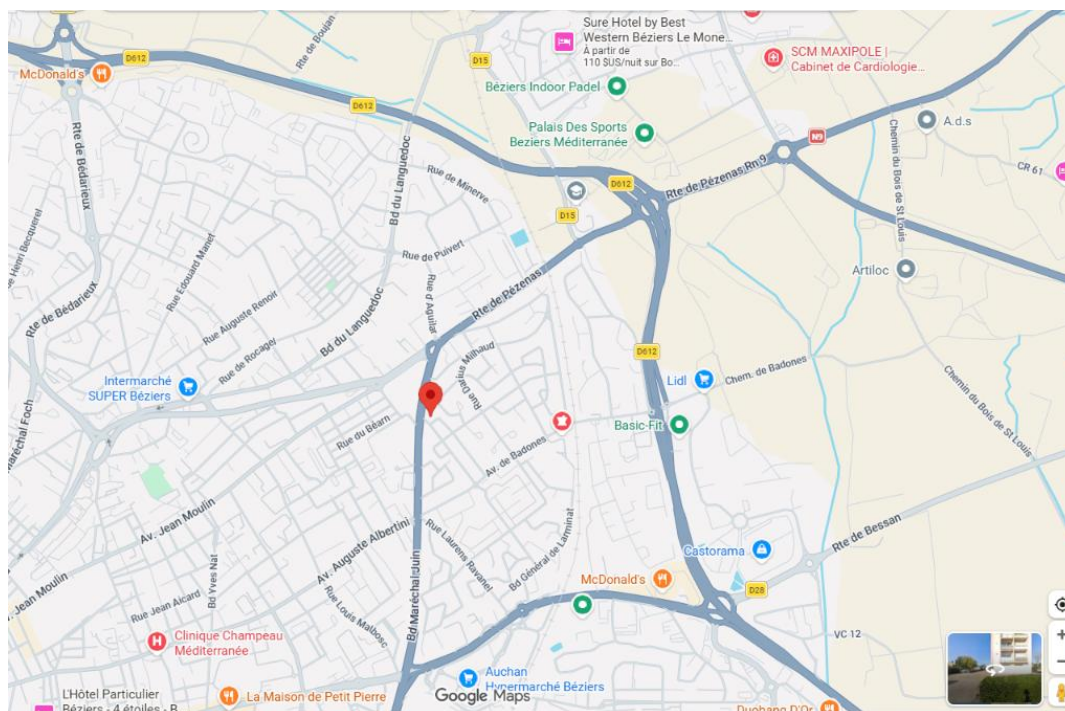 Sure Hotel by Best
Western Béziers Le Mone...
À partir de
110 $US/nuit sur Bo...
SCM MAXIPOLE |
Cabinet de Cardiologie...
McDonald's
D612
D15
Rte de Boujan
D612
Béziers Indoor Padel
Palais Des Sports
Beziers Méditerranée
N9
A.d.s
CR 61
Chemin du Bois de St Louis
Rte de Bédarieux
Bd du Languedoc
Rue de Minerve
D612
D15
Rte de Pézenas Rn 9
Rue Edouard Manet
Rue de Puivert
Rue d'Aguilar
Rte de Pézenas
Artiloc
Rte de Bédarieux
Rue Auguste Renoir
Rue de Rocager
Bd du Languedoc
Rue Darius Milhaud
D612
Lidl
Chem. de Badones
Intermarché
SUPER Béziers
Maréchal Foch
Rue du Béarn
Av. de Badones
Basic-Fit
Chemin du Bois de St Louis
Av. Jean Moulin
Av. Auguste Albertini
Rue Laurens Ravanel
Bd Général de Larminat
Rte de Bessan
Castorama
McDonald's
D28
Jean Moulin
Bd Yves Nat
Rue Jean Aicard
Rue Louis Malbosc
Bd Maréchal Juin
Clinique Champeau
Méditerranée
VC 12
Auchan
Hypermarché Béziers
L'Hôtel Particulier
Béziers - 4 étoiles - B
La Maison de Petit Pierre
Google Maps